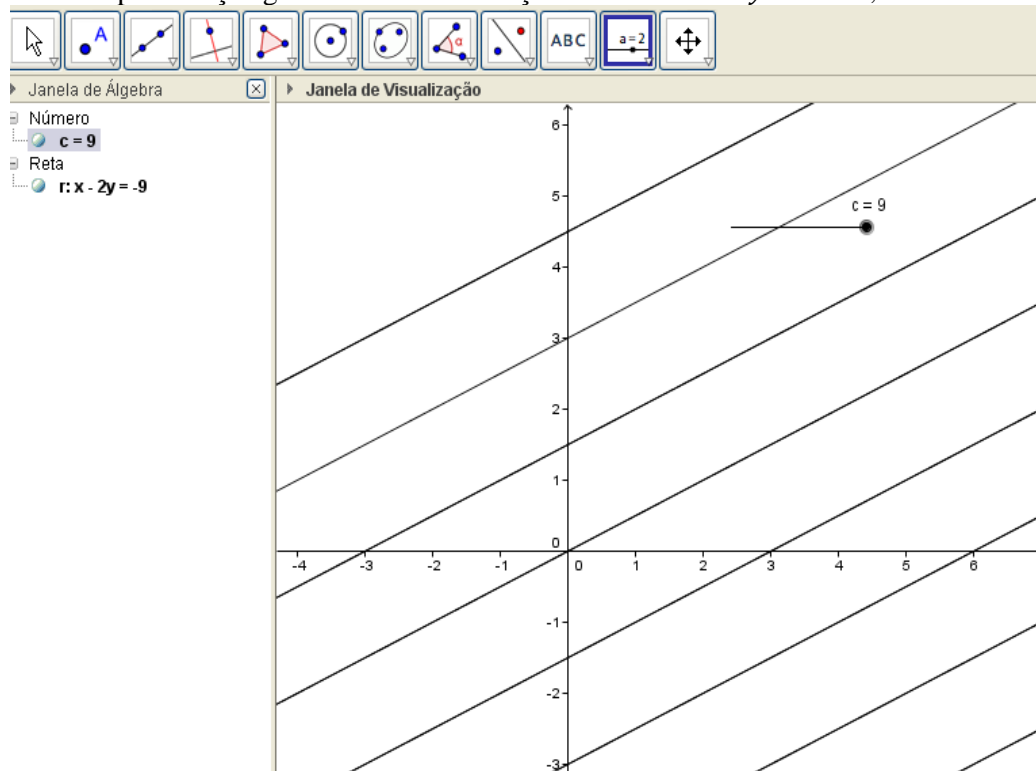 A
α
ABC
a=2
Janela de Álgebra
Janela de Visualização
Número
c = 9
Reta
r: x - 2y = -9
c = 9
6
5
4
3
2
1
0
-1
-2
-3
-4 -3 -2 -1 0 1 2 3 4 5 6